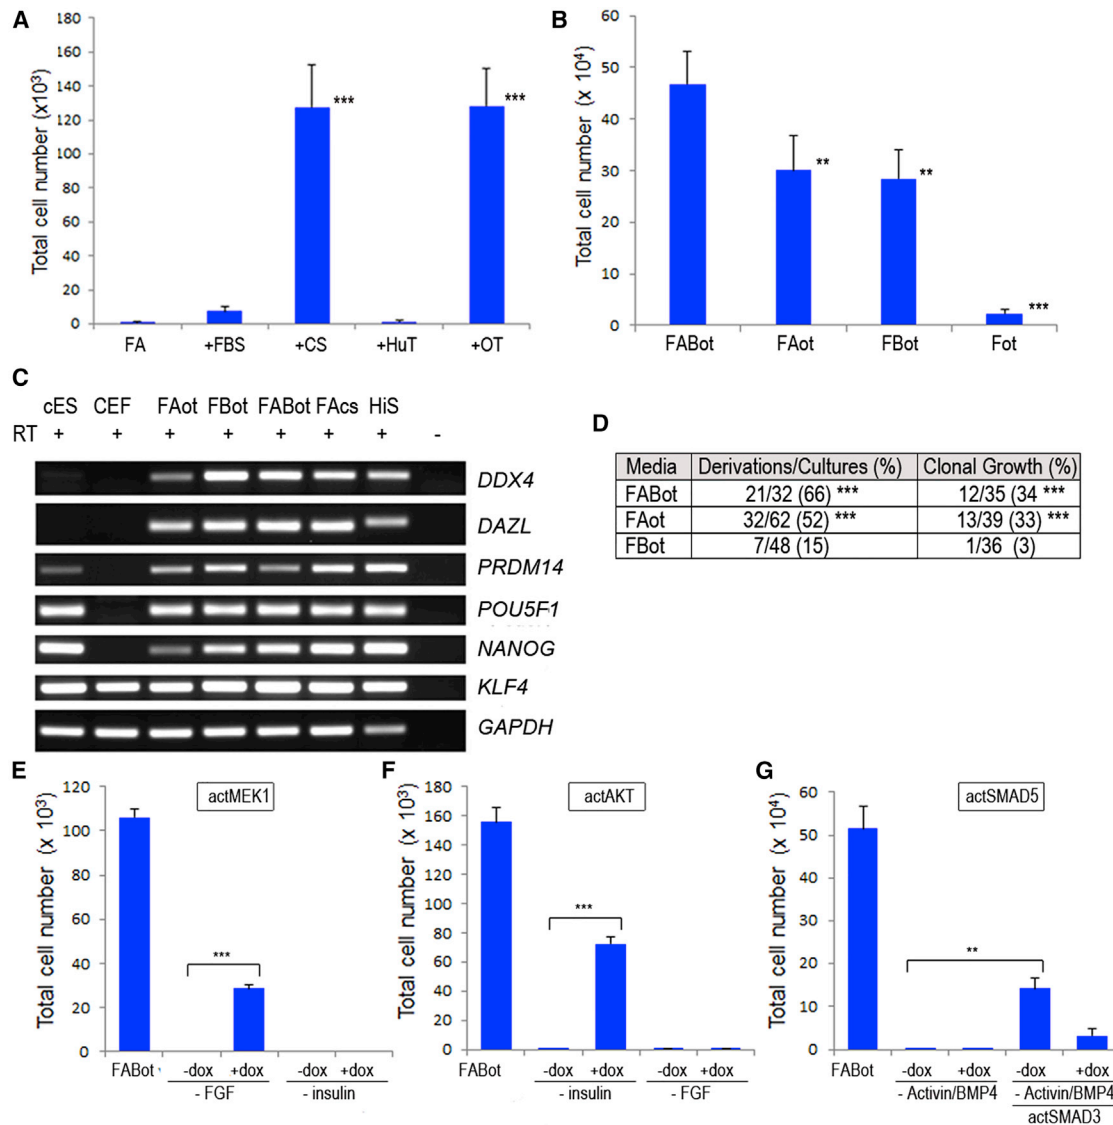 A
Total cell number (x10³)
180
160
140
120
100
80
60
40
20
0
***
***
FA +FBS +CS +HuT +OT
B
Total cell number (x 10⁴)
60
50
40
30
20
10
0
**
**
***
FABot FAot FBot Fot
C
cES CEF FAot FBot FABot FAcs HiS
RT + + + + + + + -
DDX4
DAZL
PRDM14
POU5F1
NANOG
KLF4
GAPDH
D
Media Derivations/Cultures (%) Clonal Growth (%)
FABot 21/32 (66) *** 12/35 (34 ***
FAot 32/62 (52) *** 13/39 (33) ***
FBot 7/48 (15) 1/36 (3)
E
actMEK1
Total cell number (x 10³)
120
100
80
60
40
20
0
***
FABot -dox +dox -dox +dox
- FGF - insulin
F
actAKT
Total cell number (x 10³)
180
160
140
120
100
80
60
40
20
0
***
FABot -dox +dox -dox +dox
- insulin - FGF
G
actSMAD5
Total cell number (x 10⁴)
60
50
40
30
20
10
0
**
FABot -dox +dox -dox +dox
- Activin/BMP4 - Activin/BMP4
actSMAD3